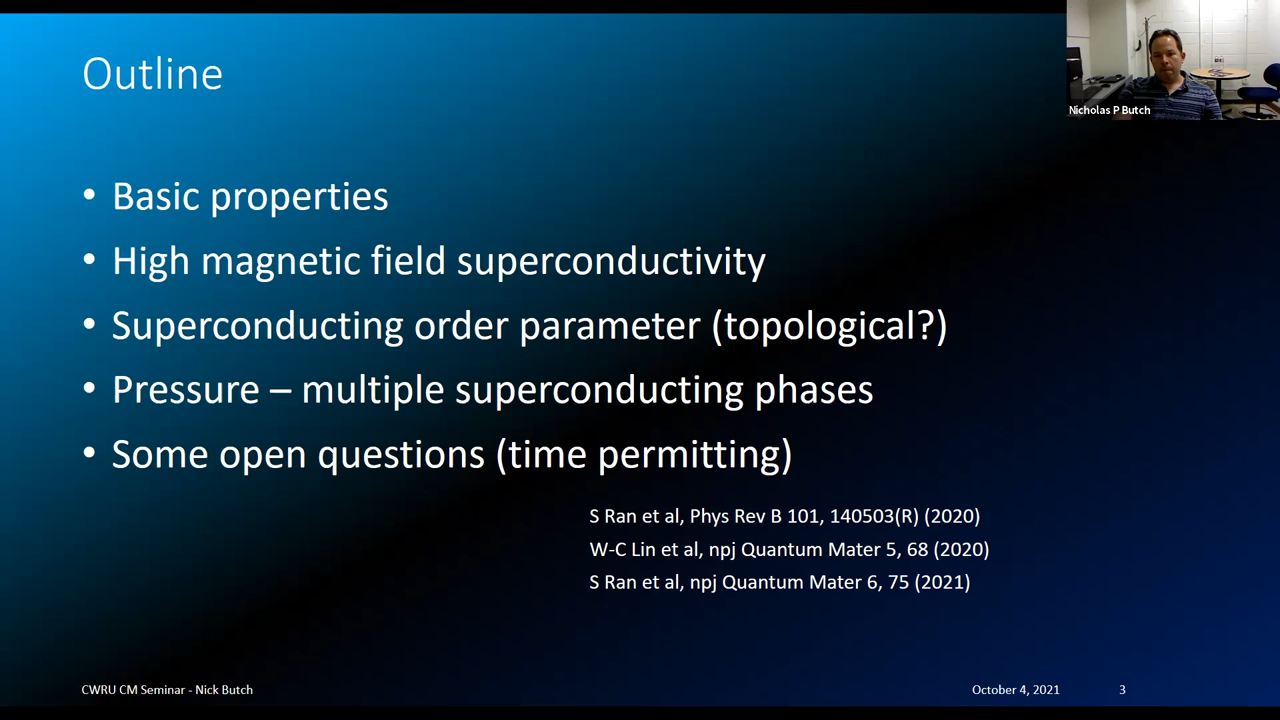 Outline
Nicholas P Butch
• Basic properties
• High magnetic field superconductivity
• Superconducting order parameter (topological?)
• Pressure – multiple superconducting phases
• Some open questions (time permitting)
S Ran et al, Phys Rev B 101, 140503(R) (2020)
W-C Lin et al, npj Quantum Mater 5, 68 (2020)
S Ran et al, npj Quantum Mater 6, 75 (2021)
CWRU CM Seminar - Nick Butch
October 4, 2021
3